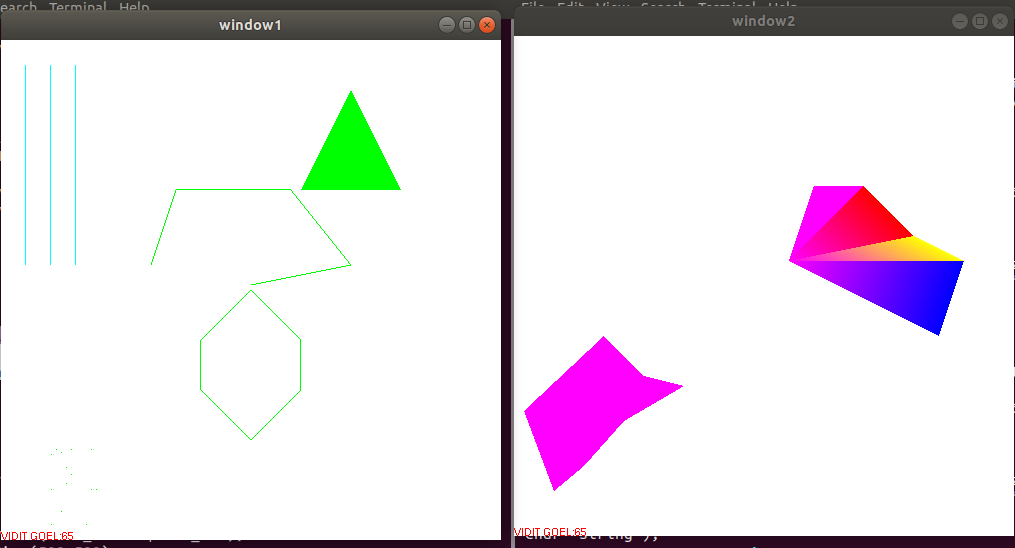 earch Terminal Help
window1
File Edit View Search Terminal Help
window2
VIDIT GOEL:65
VIDIT GOEL:65